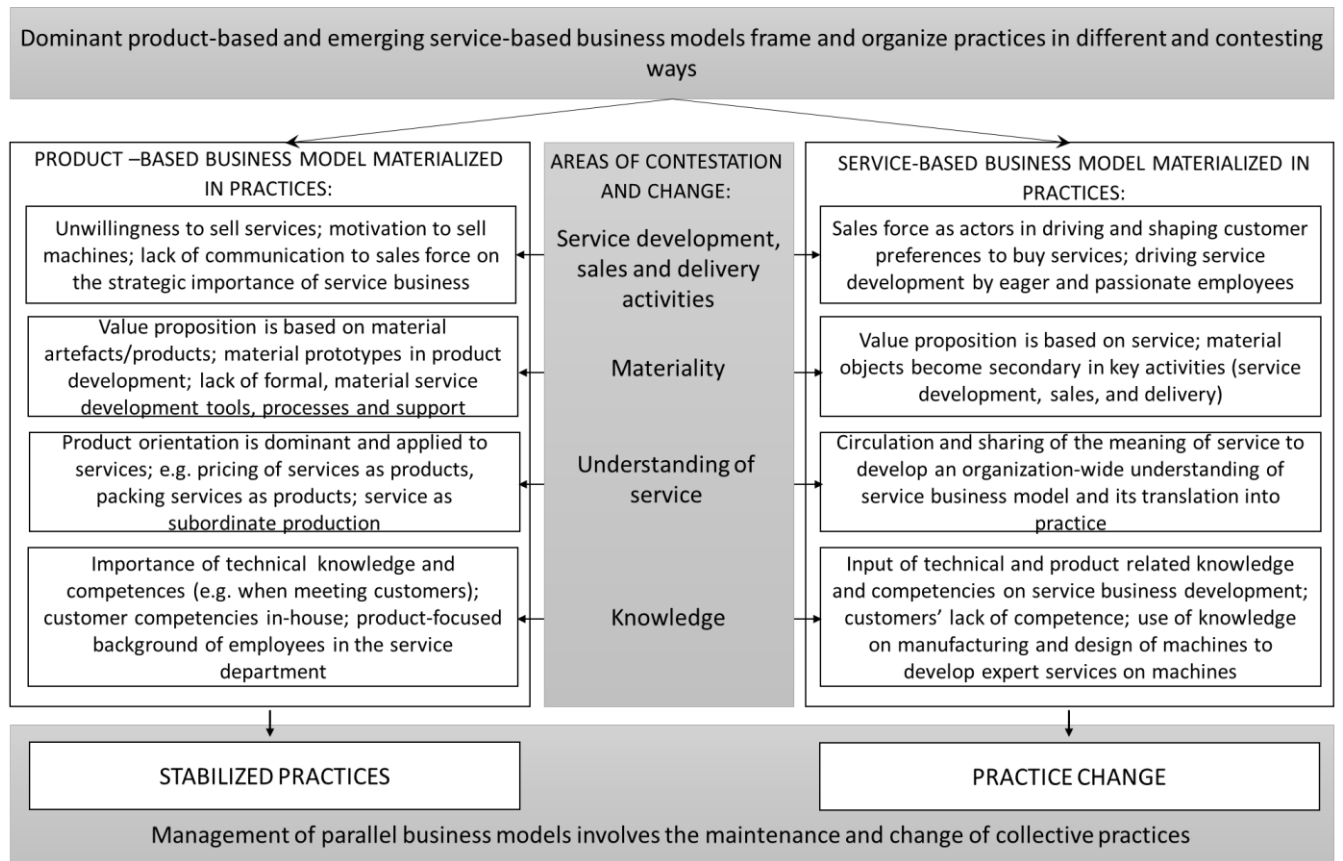 Dominant product-based and emerging service-based business models frame and organize practices in different and contesting
ways
PRODUCT –BASED BUSINESS MODEL MATERIALIZED
IN PRACTICES:
Unwillingness to sell services; motivation to sell
machines; lack of communication to sales force on
the strategic importance of service business
Value proposition is based on material
artefacts/products; material prototypes in product
development; lack of formal, material service
development tools, processes and support
Product orientation is dominant and applied to
services; e.g. pricing of services as products,
packing services as products; service as
subordinate production
Importance of technical knowledge and
competences (e.g. when meeting customers);
customer competencies in-house; product-focused
background of employees in the service
department
AREAS OF CONTESTATION
AND CHANGE:
Service development,
sales and delivery
activities
Materiality
Understanding of
service
Knowledge
SERVICE-BASED BUSINESS MODEL MATERIALIZED IN
PRACTICES:
Sales force as actors in driving and shaping customer
preferences to buy services; driving service
development by eager and passionate employees
Value proposition is based on service; material
objects become secondary in key activities (service
development, sales, and delivery)
Circulation and sharing of the meaning of service to
develop an organization-wide understanding of
service business model and its translation into
practice
Input of technical and product related knowledge
and competencies on service business development;
customers’ lack of competence; use of knowledge
on manufacturing and design of machines to
develop expert services on machines
STABILIZED PRACTICES
PRACTICE CHANGE
Management of parallel business models involves the maintenance and change of collective practices